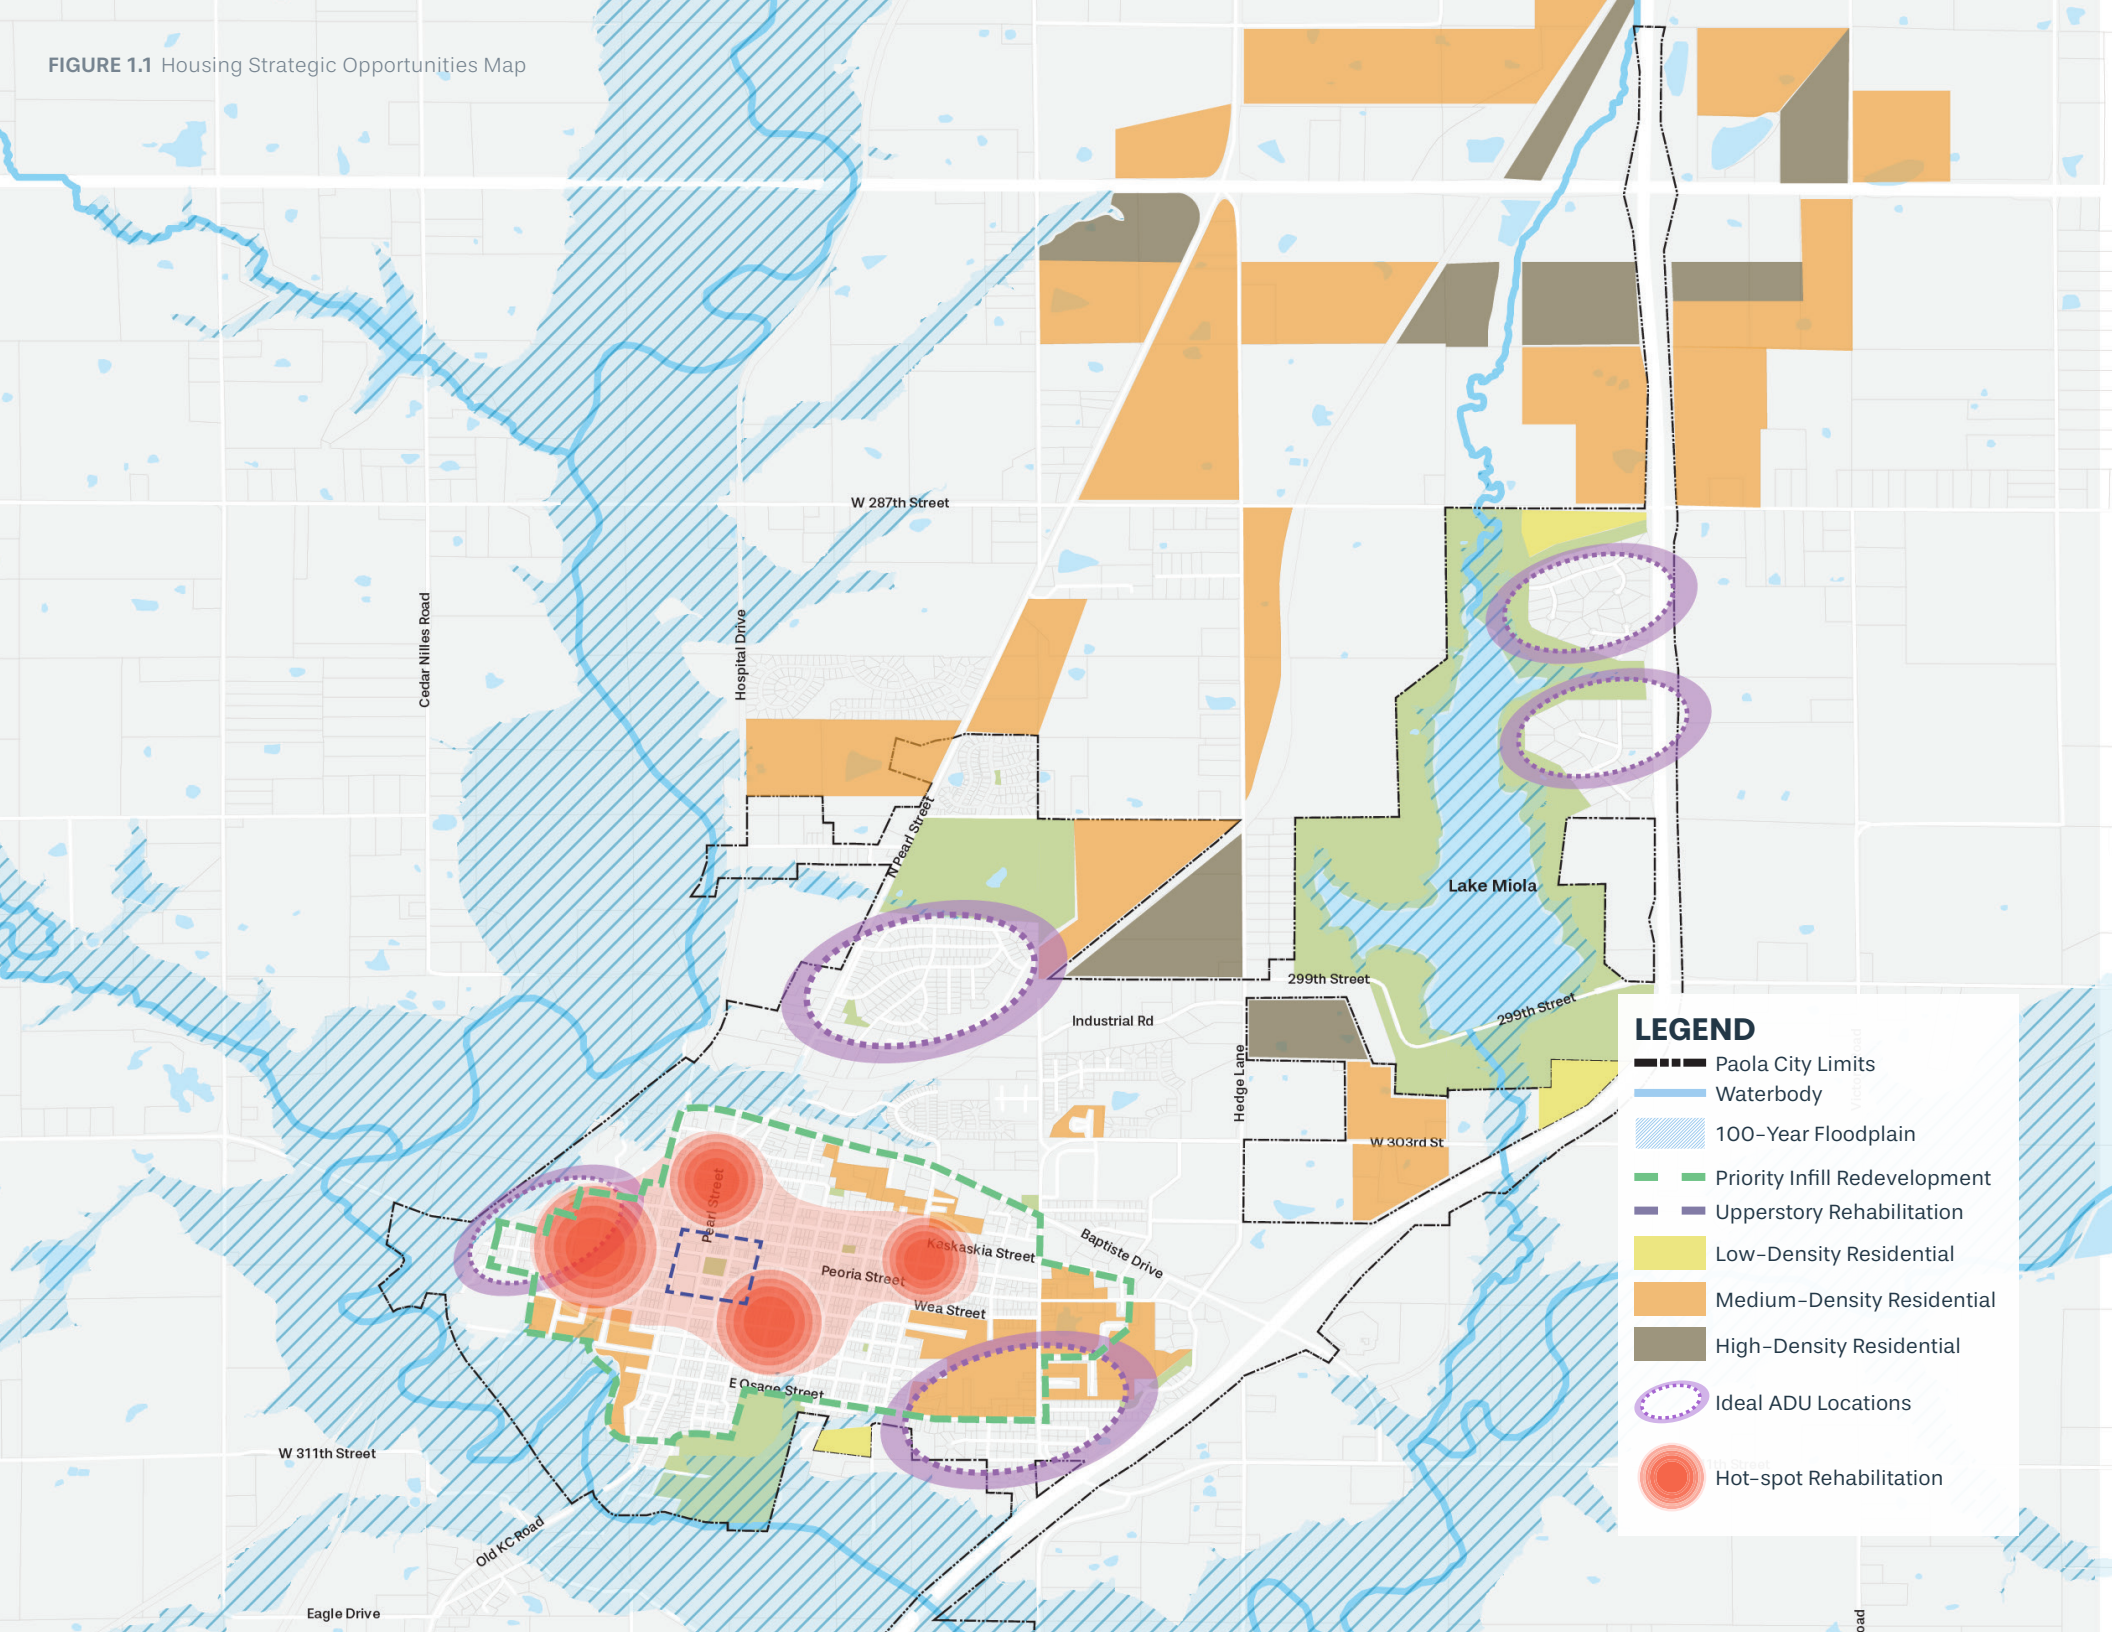 FIGURE 1.1 Housing Strategic Opportunities Map
W 287th Street
Cedar Nilles Road
Hospital Drive
N Pearl Street
Lake Miola
299th Street
299th Street
Industrial Rd
Hedge Lane
W 303rd St
Pearl Street
Kaskaskia Street
Baptiste Drive
Peoria Street
Wea Street
E Osage Street
W 311th Street
Old KC Road
Eagle Drive
oad
LEGEND
Paola City Limits
Waterbody
100-Year Floodplain
Priority Infill Redevelopment
Upperstory Rehabilitation
Low-Density Residential
Medium-Density Residential
High-Density Residential
Ideal ADU Locations
Hot-spot Rehabilitation